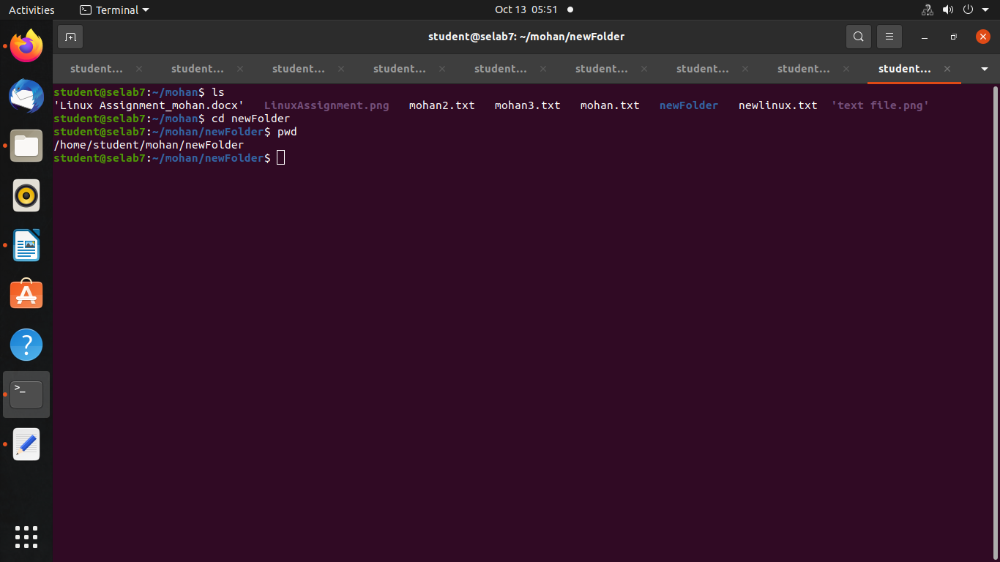 Activities Terminal Oct 13 05:51
student@selab7: ~/mohan/newFolder
student... student... student... student... student... student... student... student... student...
student@selab7:~/mohan$ ls
'Linux Assignment_mohan.docx' LinuxAssignment.png mohan2.txt mohan3.txt mohan.txt newFolder newlinux.txt 'text file.png'
student@selab7:~/mohan$ cd newFolder
student@selab7:~/mohan/newFolder$ pwd
/home/student/mohan/newFolder
student@selab7:~/mohan/newFolder$